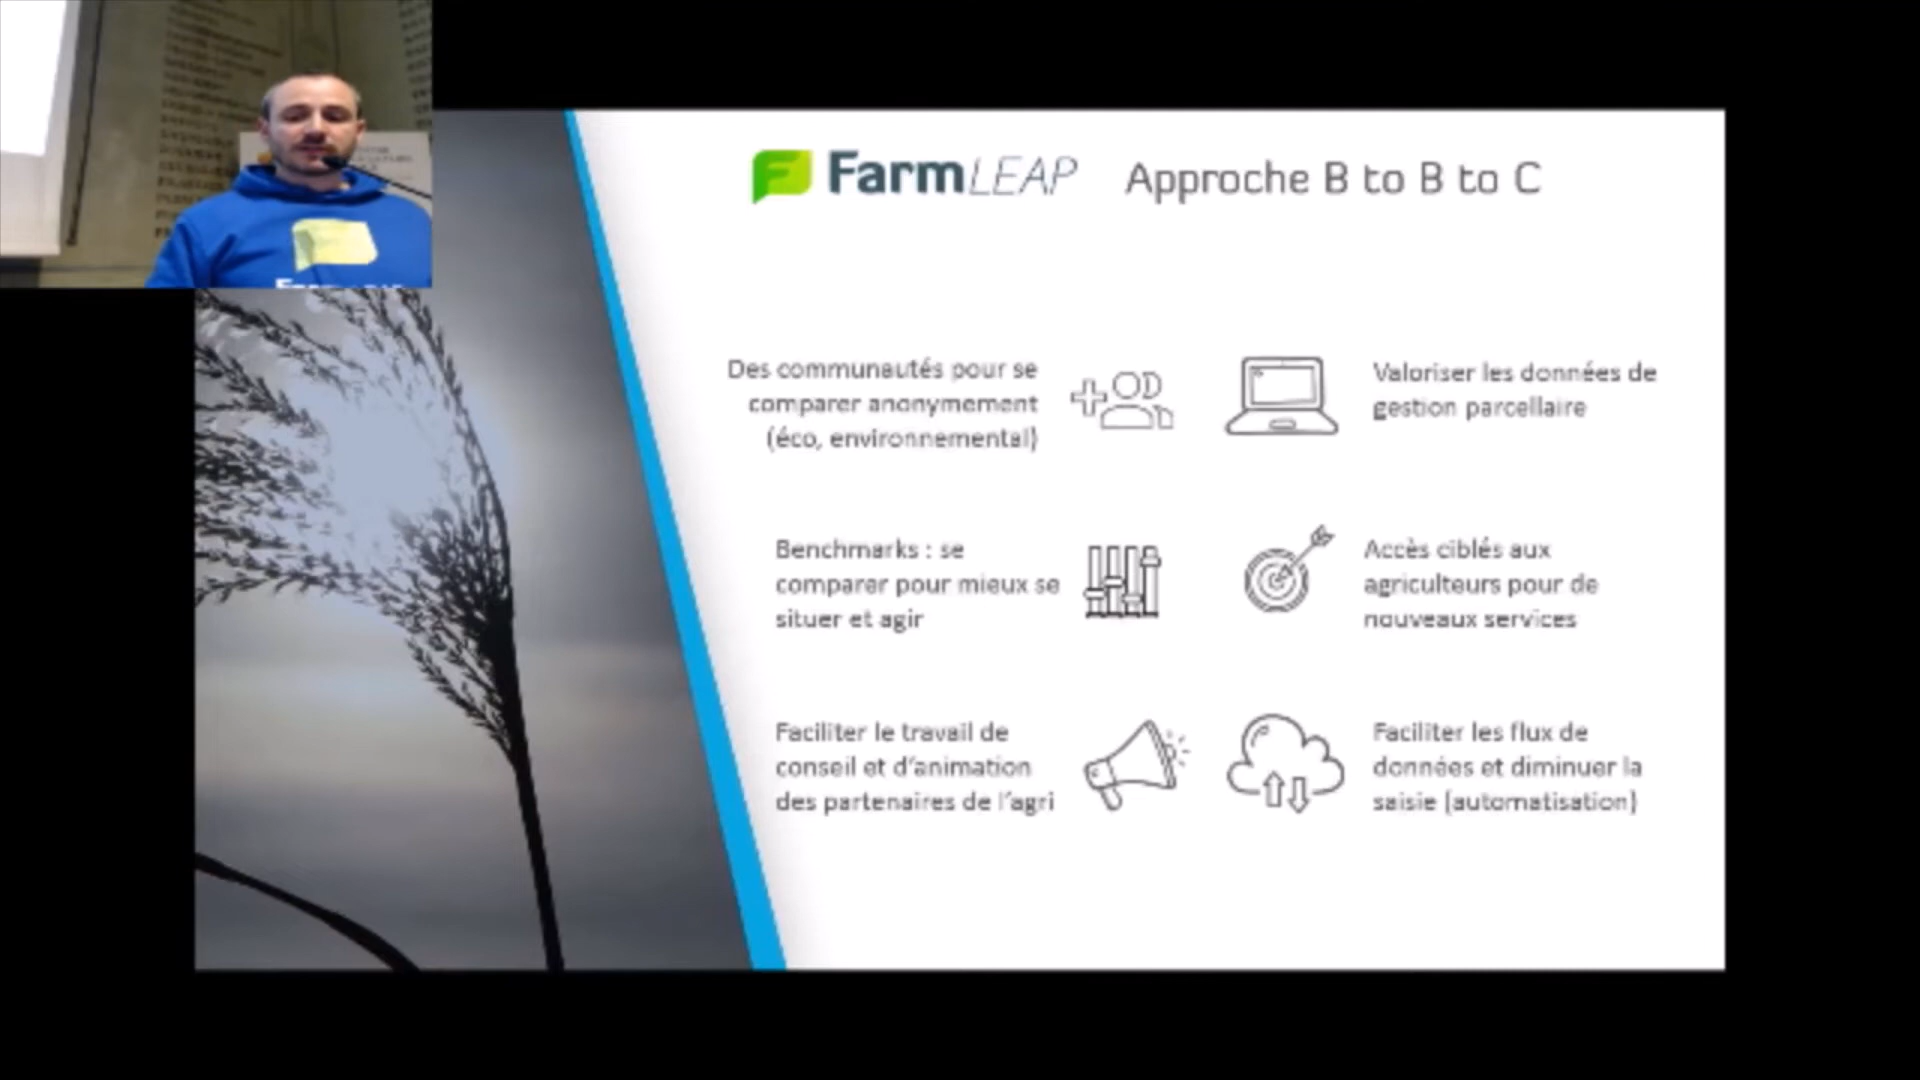 FarmLEAP Approche B to B to C
Des communautés pour se
comparer anonymement
(éco, environnemental)
Valoriser les données de
gestion parcellaire
Benchmarks : se
comparer pour mieux se
situer et agir
Accès ciblés aux
agriculteurs pour de
nouveaux services
Faciliter le travail de
conseil et d'animation
des partenaires de l'agri
Faciliter les flux de
données et diminuer la
saisie (automatisation)